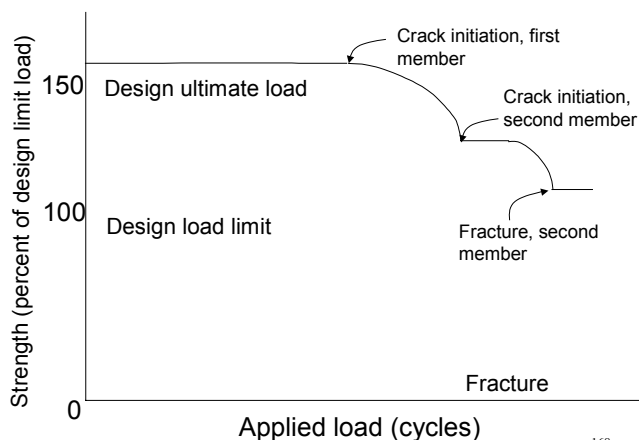 Crack initiation, first
member
150
Design ultimate load
Crack initiation,
second member
100
Design load limit
Fracture, second
member
Strength (percent of design limit load)
Fracture
0
Applied load (cycles)